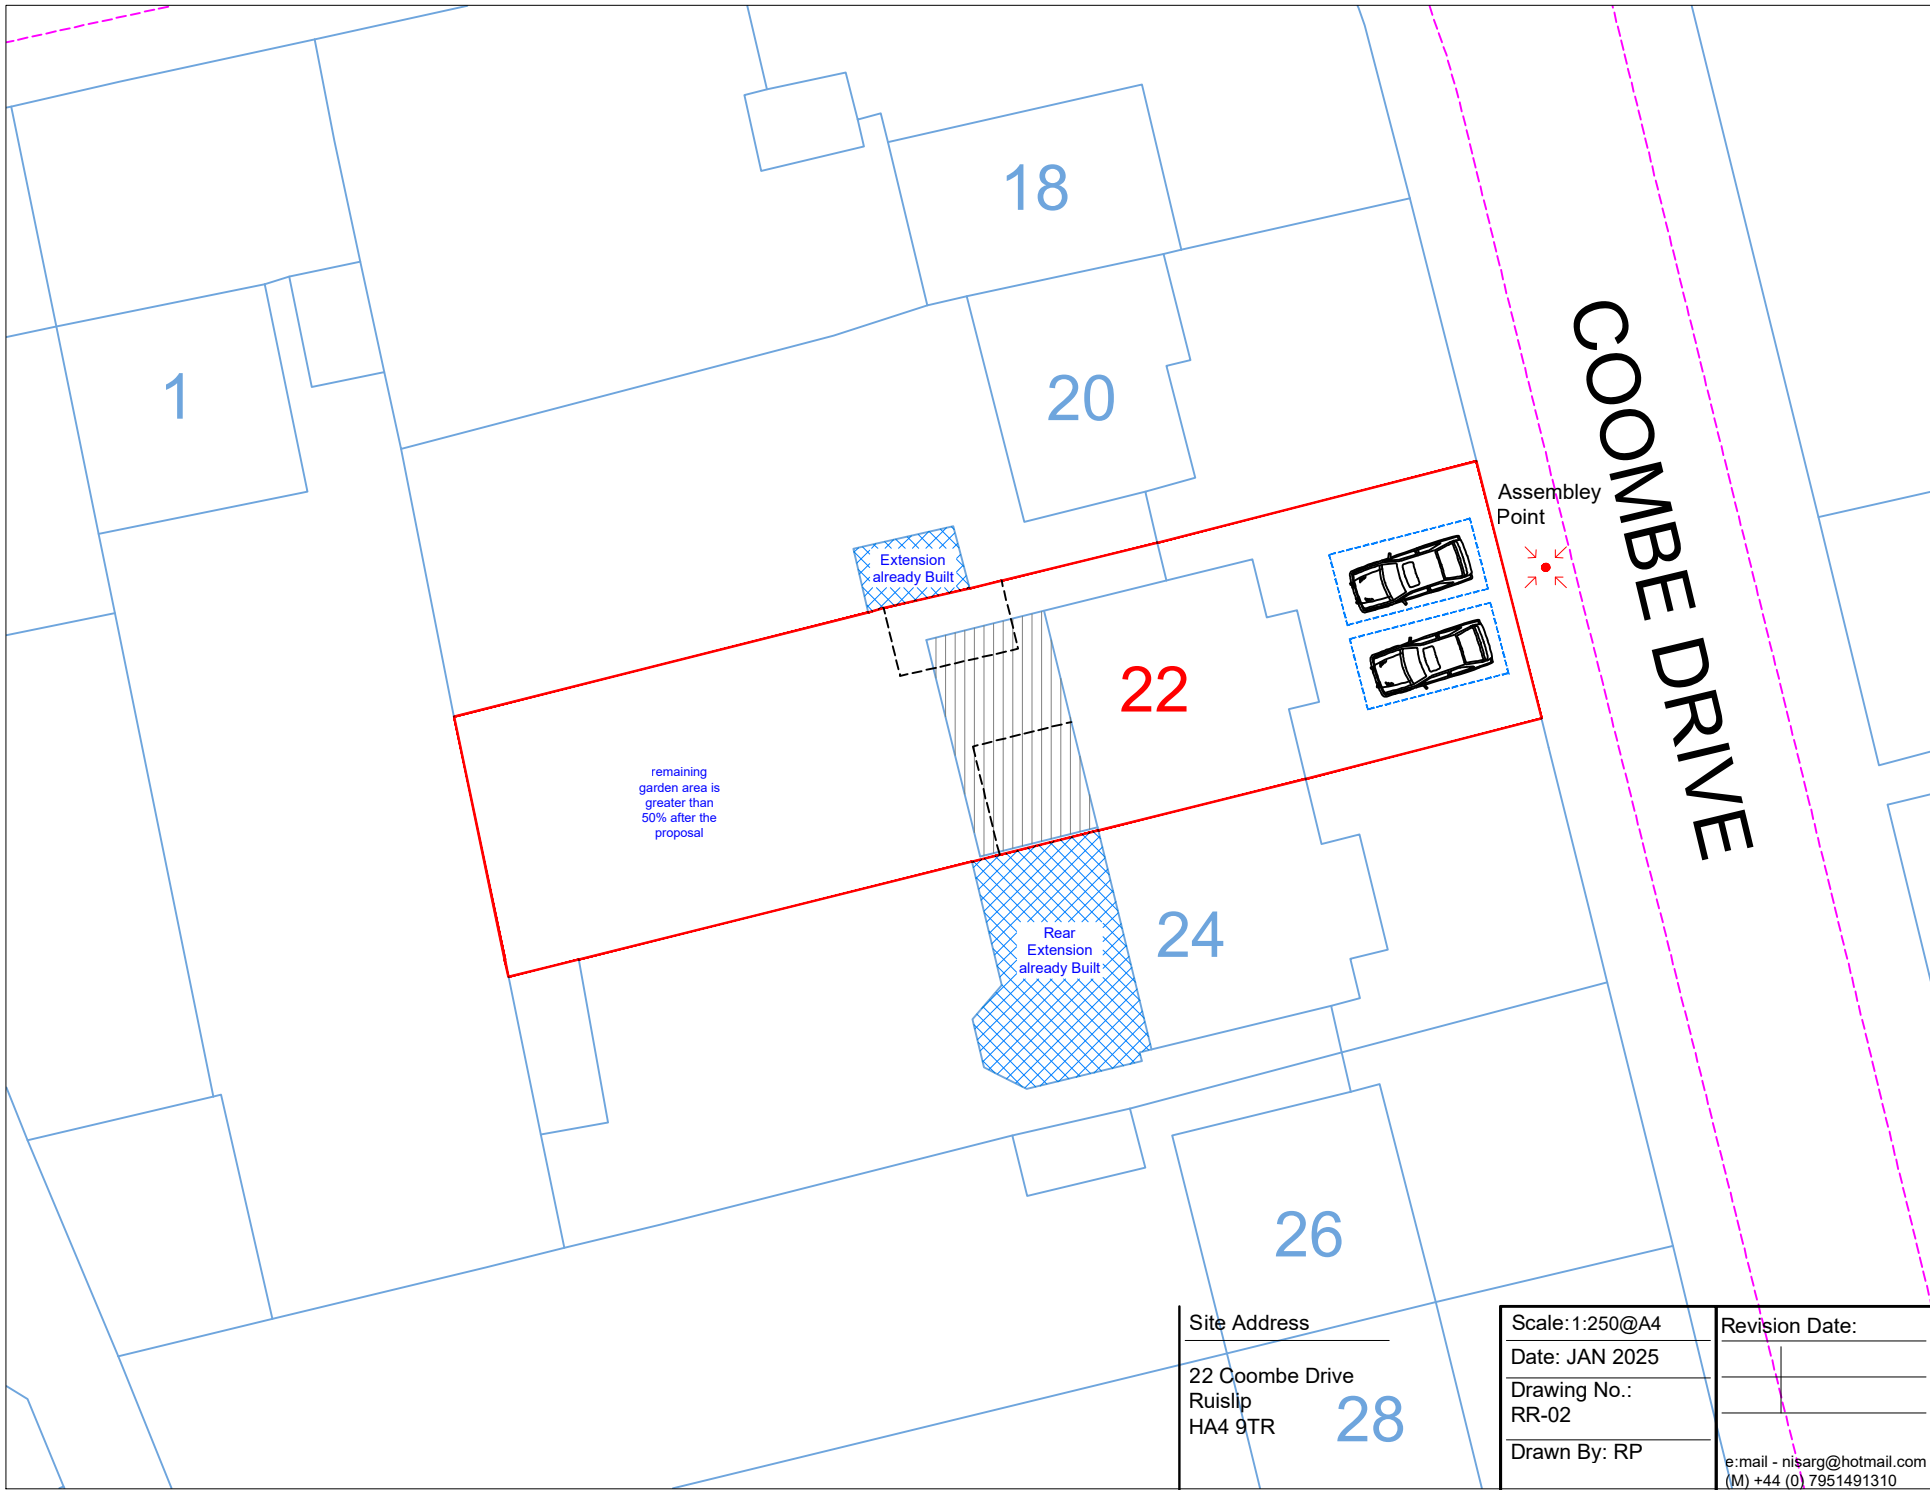 18
1
20
COOMBE DRIVE
Assembley
Point
Extension
already Built
22
remaining
garden area is
greater than
50% after the
proposal
24
Rear
Extension
already Built
26
28
Site Address
22 Coombe Drive
Ruislip
HA4 9TR
Scale:1:250@A4
Date: JAN 2025
Drawing No.:
RR-02
Drawn By: RP
Revision Date:
e:mail - nisarg@hotmail.com
(M) +44 (0) 7951491310